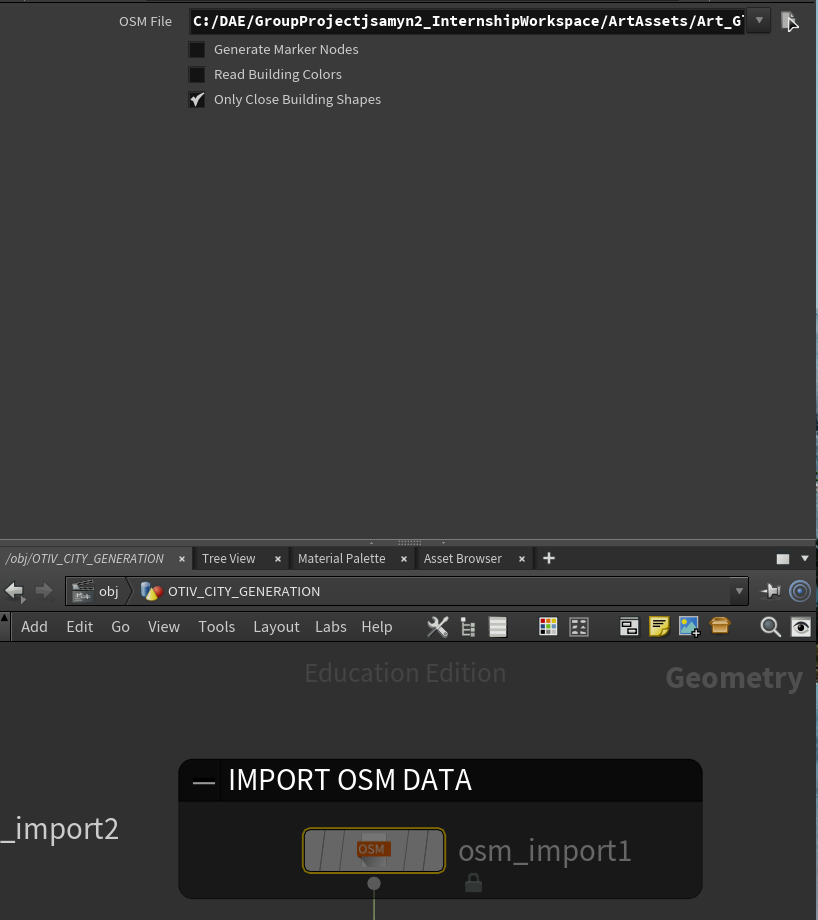 OSM File C:/DAE/GroupProjectjsamyn2_InternshipWorkspace/ArtAssets/Art_G
Generate Marker Nodes
Read Building Colors
Only Close Building Shapes
/obj/OTIV_CITY_GENERATION × Tree View × Material Palette × Asset Browser × +
obj OTIV_CITY_GENERATION
Add Edit Go View Tools Layout Labs Help
Education Edition
Geometry
IMPORT OSM DATA
_import2
OSM osm_import1